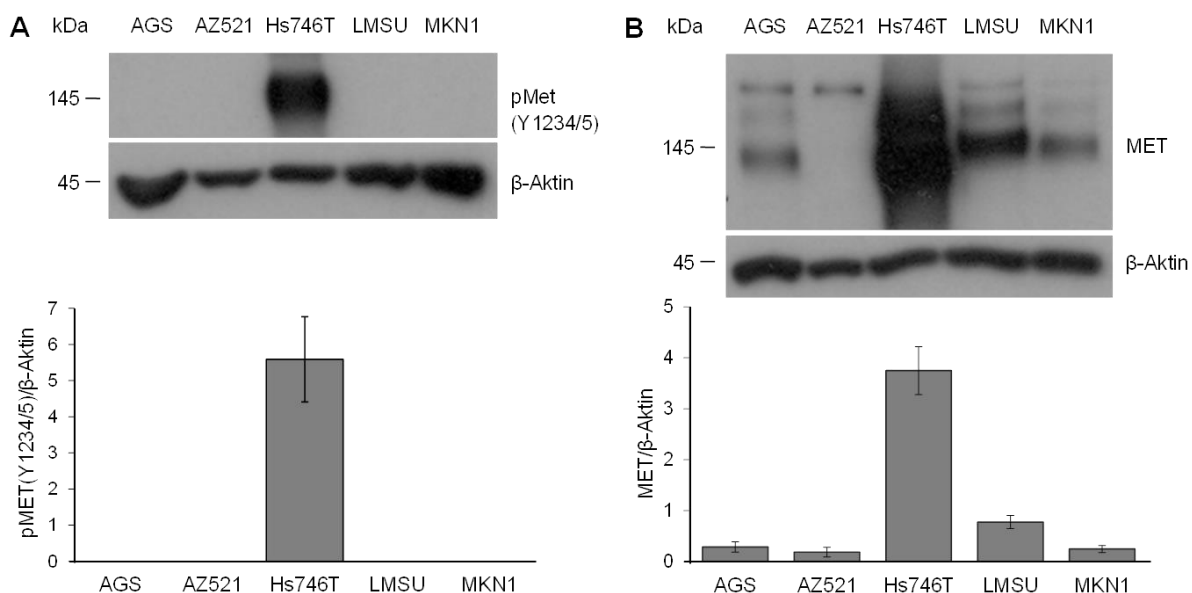 A
kDa AGS AZ521 Hs746T LMSU MKN1
145
pMet
(Y1234/5)
45
β-Aktin
pMET(Y1234/5)/β-Aktin
7
6
5
4
3
2
1
0
AGS AZ521 Hs746T LMSU MKN1
B
kDa AGS AZ521 Hs746T LMSU MKN1
145
MET
45
β-Aktin
MET/β-Aktin
5
4
3
2
1
0
AGS AZ521 Hs746T LMSU MKN1